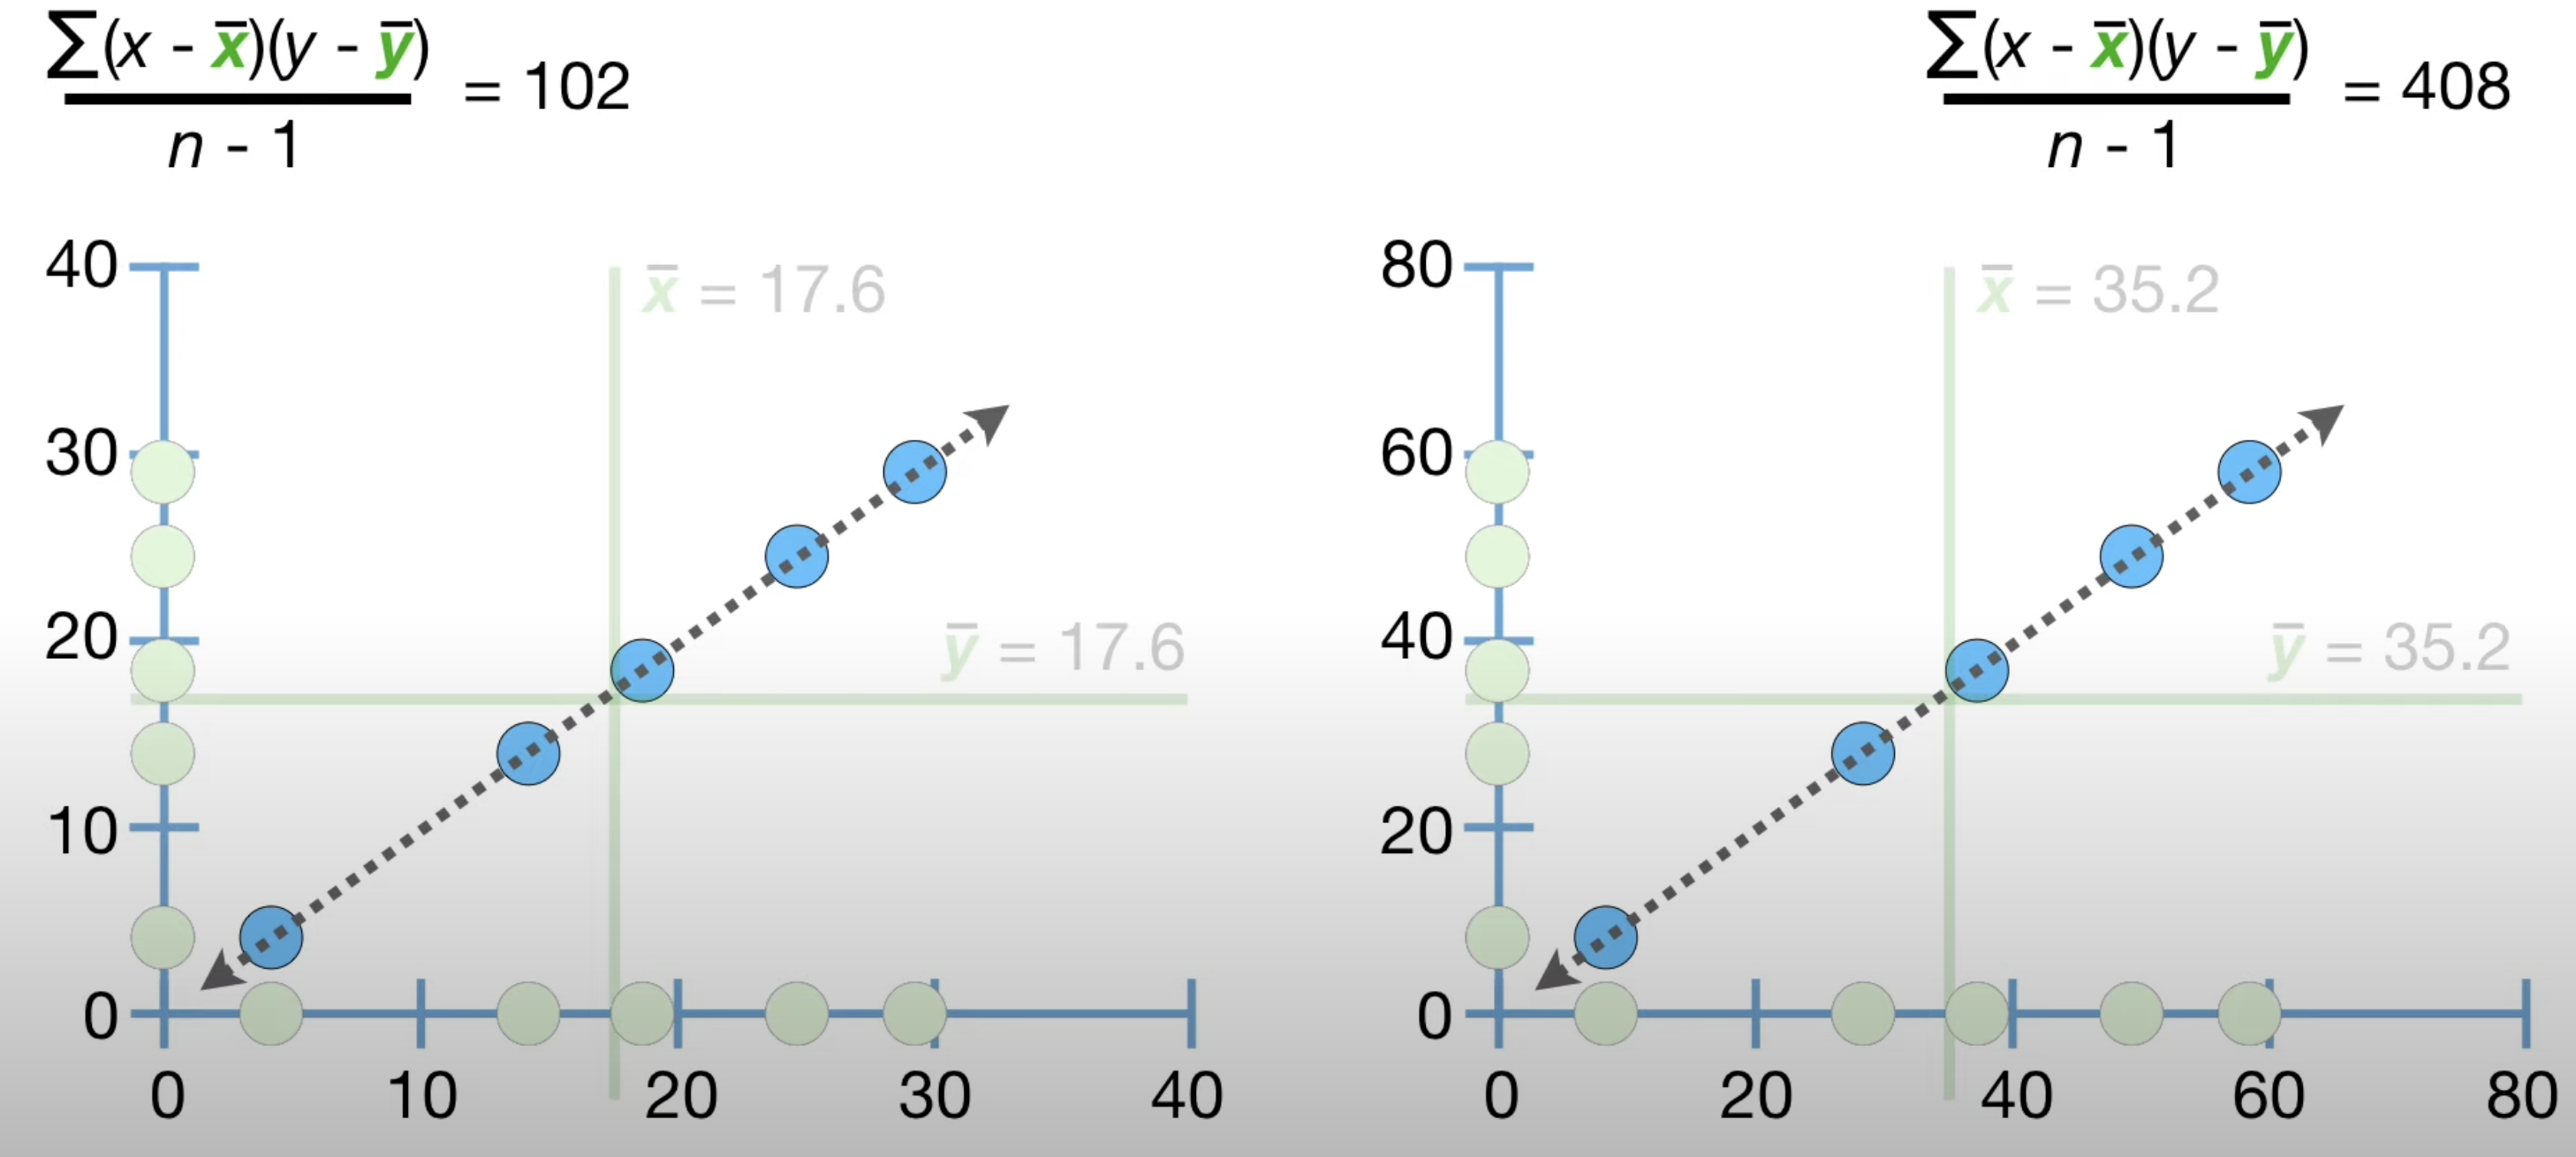 ∑(x - x̄)(y - ȳ)
n - 1
= 102
∑(x - x̄)(y - ȳ)
n - 1
= 408
40
30
20
10
0
0 10 20 30 40
x̄ = 17.6
ȳ = 17.6
80
60
40
20
0
0 20 40 60 80
x̄ = 35.2
ȳ = 35.2